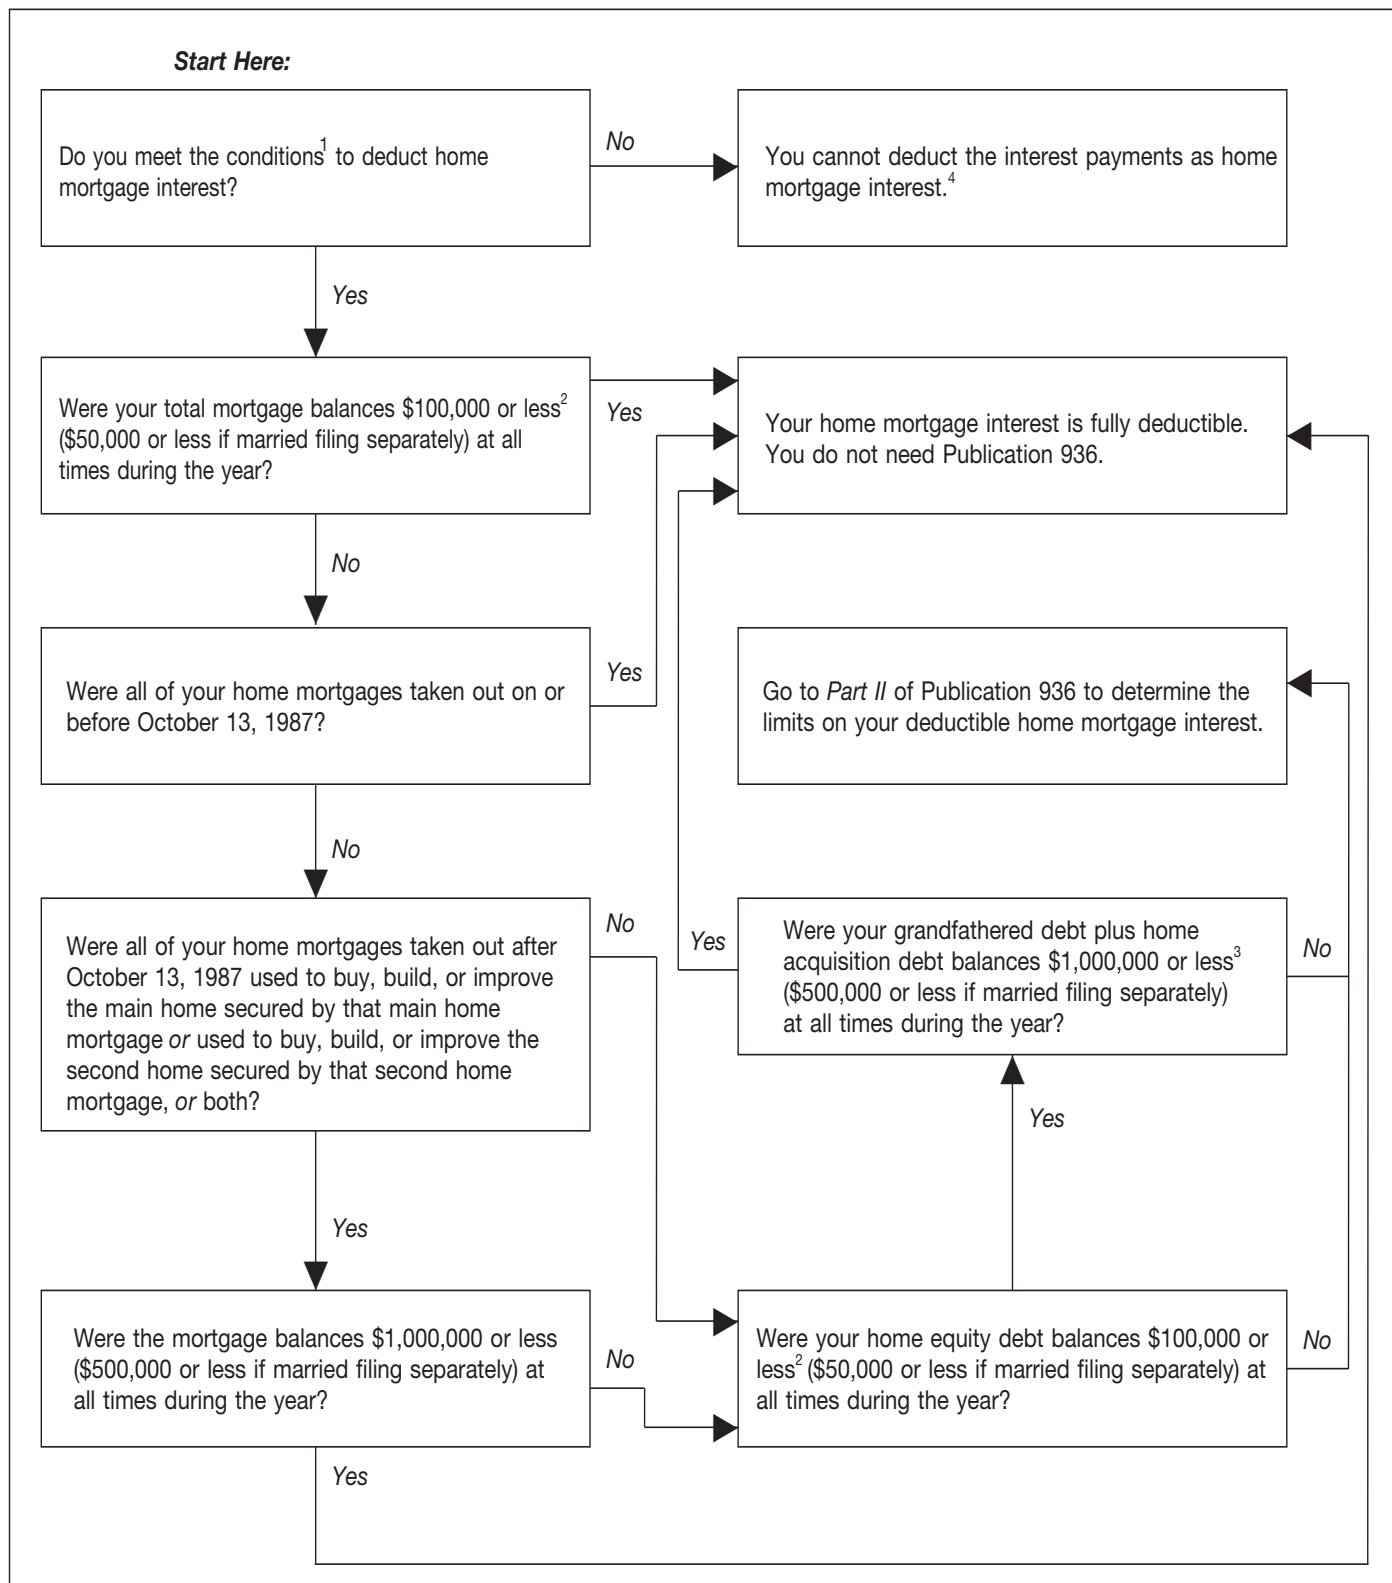 Start Here:
Do you meet the conditions1 to deduct home
mortgage interest?
No
You cannot deduct the interest payments as home
mortgage interest.4
Yes
Were your total mortgage balances $100,000 or less2
($50,000 or less if married filing separately) at all
times during the year?
Yes
Your home mortgage interest is fully deductible.
You do not need Publication 936.
No
Were all of your home mortgages taken out on or
before October 13, 1987?
Yes
Go to Part II of Publication 936 to determine the
limits on your deductible home mortgage interest.
No
Were all of your home mortgages taken out after
October 13, 1987 used to buy, build, or improve
the main home secured by that main home
mortgage or used to buy, build, or improve the
second home secured by that second home
mortgage, or both?
No
Yes
Were your grandfathered debt plus home
acquisition debt balances $1,000,000 or less3
($500,000 or less if married filing separately)
at all times during the year?
No
Yes
Yes
Were the mortgage balances $1,000,000 or less
($500,000 or less if married filing separately) at
all times during the year?
No
Were your home equity debt balances $100,000 or
less2 ($50,000 or less if married filing separately) at
all times during the year?
No
Yes